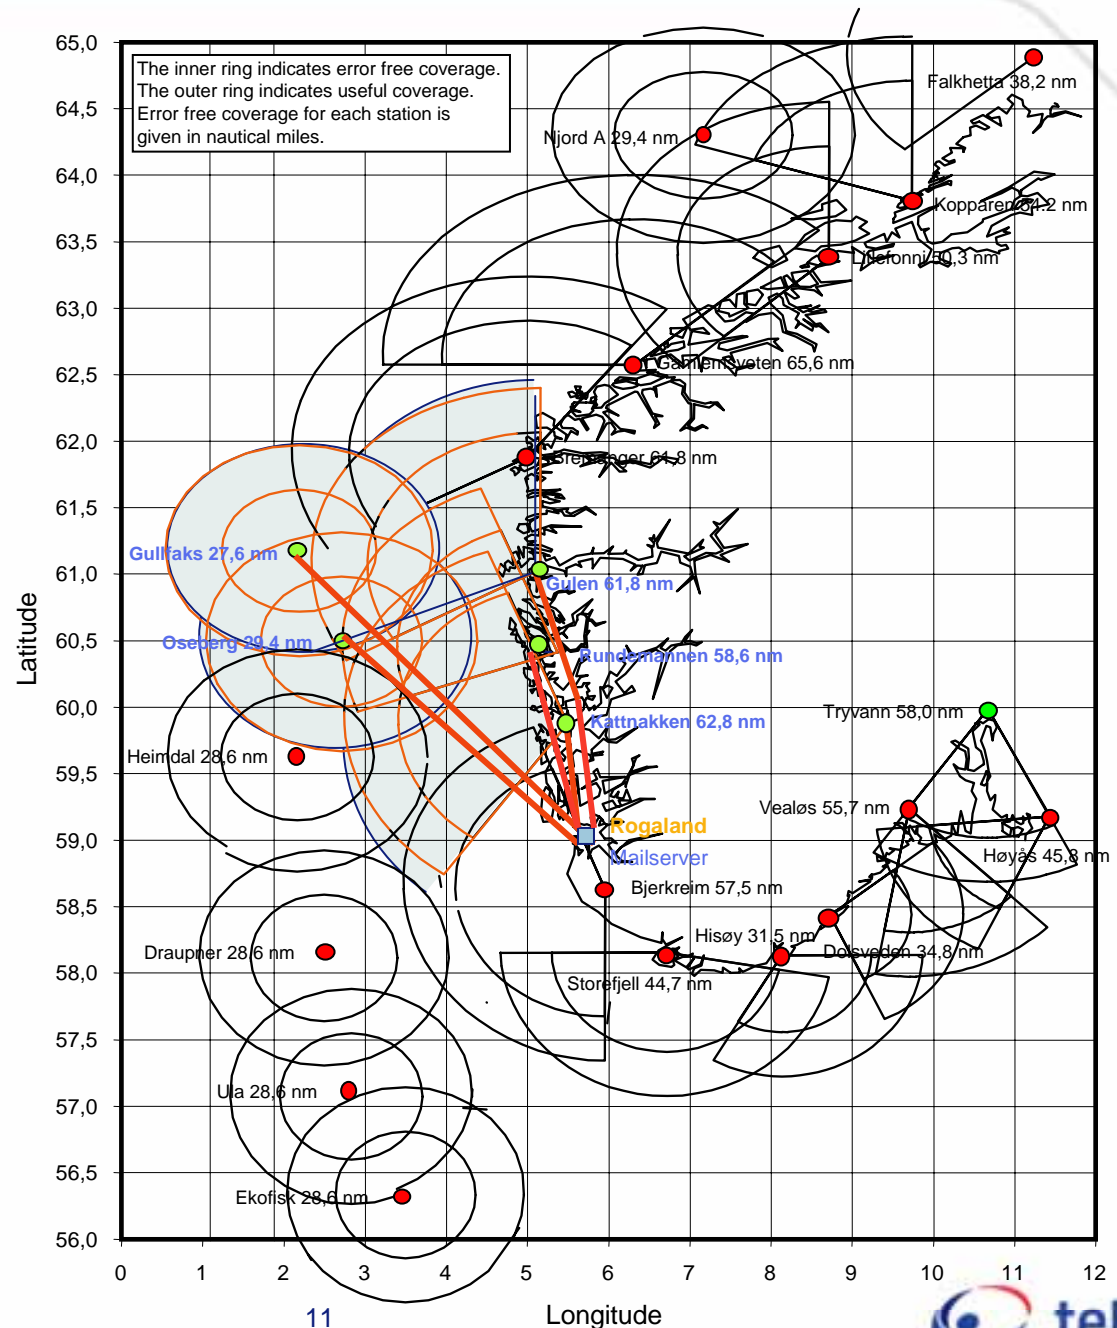 65,0
The inner ring indicates error free coverage.
The outer ring indicates useful coverage.
Error free coverage for each station is
given in nautical miles.
Falkhetta 38,2 nm
64,5
Njord A 29,4 nm
64,0
Kopparen 54.2 nm
63,5
Litlefonni 50,3 nm
63,0
62,5
Gamlemsveten 65,6 nm
62,0
Bremanger 61,8 nm
61,5
Gullfaks 27,6 nm
61,0
Gulen 61,8 nm
Latitude
60,5
Oseberg 29,4 nm
Rundemannen 58,6 nm
60,0
Kattnakken 62,8 nm
Tryvann 58,0 nm
59,5
Heimdal 28,6 nm
Vealøs 55,7 nm
59,0
Rogaland
Mailserver
Høyås 45,8 nm
58,5
Bjerkreim 57,5 nm
Hisøy 31,5 nm
Draupner 28,6 nm
Dolsveden 34,8 nm
58,0
Storefjell 44,7 nm
57,5
57,0
Ula 28,6 nm
56,5
Ekofisk 28,6 nm
56,0
0 1 2 3 4 5 6 7 8 9 10 11 12
11
Longitude
tel